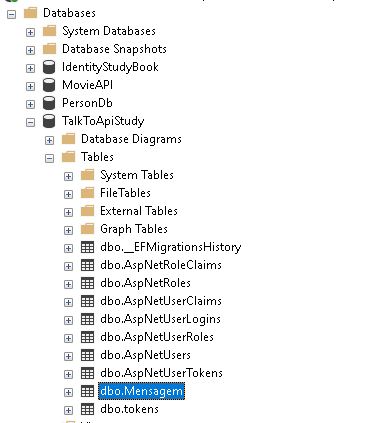 Databases
System Databases
Database Snapshots
IdentityStudyBook
MovieAPI
PersonDb
TalkToApiStudy
Database Diagrams
Tables
System Tables
FileTables
External Tables
Graph Tables
dbo.__EFMigrationsHistory
dbo.AspNetRoleClaims
dbo.AspNetRoles
dbo.AspNetUserClaims
dbo.AspNetUserLogins
dbo.AspNetUserRoles
dbo.AspNetUsers
dbo.AspNetUserTokens
dbo.Mensagem
dbo.tokens